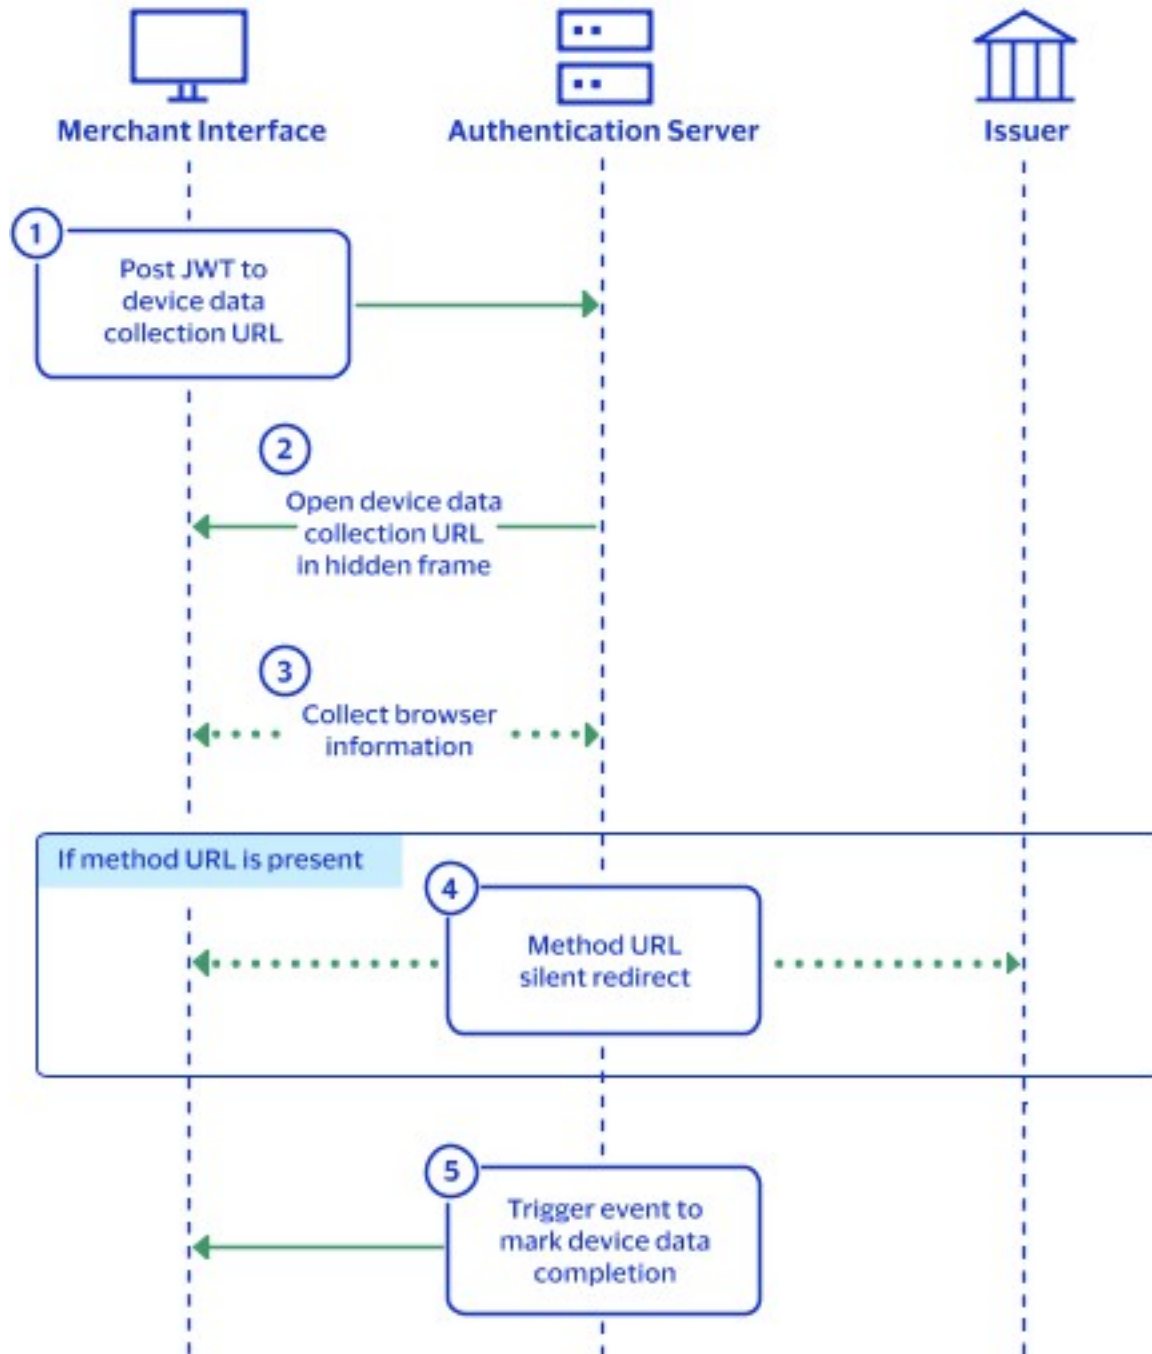 Merchant Interface
Authentication Server
Issuer
1
Post JWT to
device data
collection URL
2
Open device data
collection URL
in hidden frame
3
Collect browser
information
If method URL is present
4
Method URL
silent redirect
5
Trigger event to
mark device data
completion